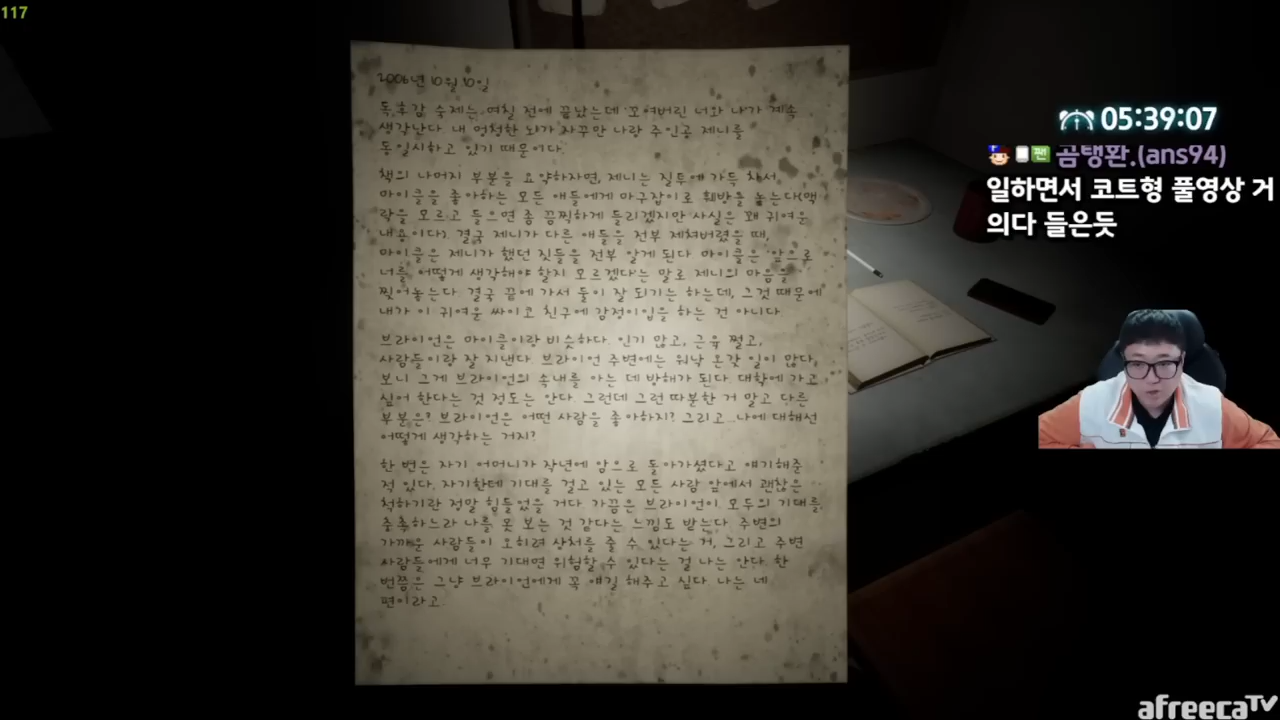 117
2006년 10월 10일
독후감 숙제는 며칠 전에 끝났는데 '꼬여버린 너와 나'가 계속
생각난다. 내 멍청한 뇌가 자꾸만 나랑 주인공 제니를
동일시하고 있기 때문이다.
책의 나머지 부분을 요약하자면, 제니는 질투에 가득 차서
마이클을 좋아하는 모든 애들에게 마구잡이로 훼방을 놓는다(맥
락을 모르고 들으면 좀 끔찍하게 들리겠지만 사실은 꽤 귀여운
내용이다). 결국 제니가 다른 애들을 전부 제쳐버렸을 때,
마이클은 제니가 했던 짓들을 전부 알게 된다. 마이클은 '앞으로
너를 어떻게 생각해야 할지 모르겠다'는 말로 제니의 마음을
찢어놓는다. 결국 끝에 가서 둘이 잘 되기는 하는데, 그것 때문에
내가 이 귀여운 싸이코 친구에 감정이입을 하는 건 아니다.
브라이언은 마이클이랑 비슷하다. 인기 많고, 근육 쩔고,
사람들이랑 잘 지낸다. 브라이언 주변에는 워낙 온갖 일이 많다
보니 그게 브라이언의 속내를 아는 데 방해가 된다. 대학에 가고
싶어 한다는 것 정도는 안다. 그런데 그런 따분한 거 말고 다른
부분은? 브라이언은 어떤 사람을 좋아하지? 그리고...나에 대해선
어떻게 생각하는 거지?
한 번은 자기 어머니가 작년에 암으로 돌아가셨다고 얘기해준
적 있다. 자기한테 기대를 걸고 있는 모든 사람 앞에서 괜찮은
척하기란 정말 힘들었을 거다. 가끔은 브라이언이 모두의 기대를
충족하느라 나를 못 보는 것 같다는 느낌도 받는다. 주변의
가까운 사람들이 오히려 상처를 줄 수 있다는 거, 그리고 주변
사람들에게 너무 기대면 위험할 수 있다는 걸 나는 안다. 한
번쯤은 그냥 브라이언에게 꼭 얘길 해주고 싶다. 나는 네
편이라고.
05:39:07
팬 곰탱환.(ans94)
일하면서 코트형 풀영상 거
의다 들은듯
afreecaTV